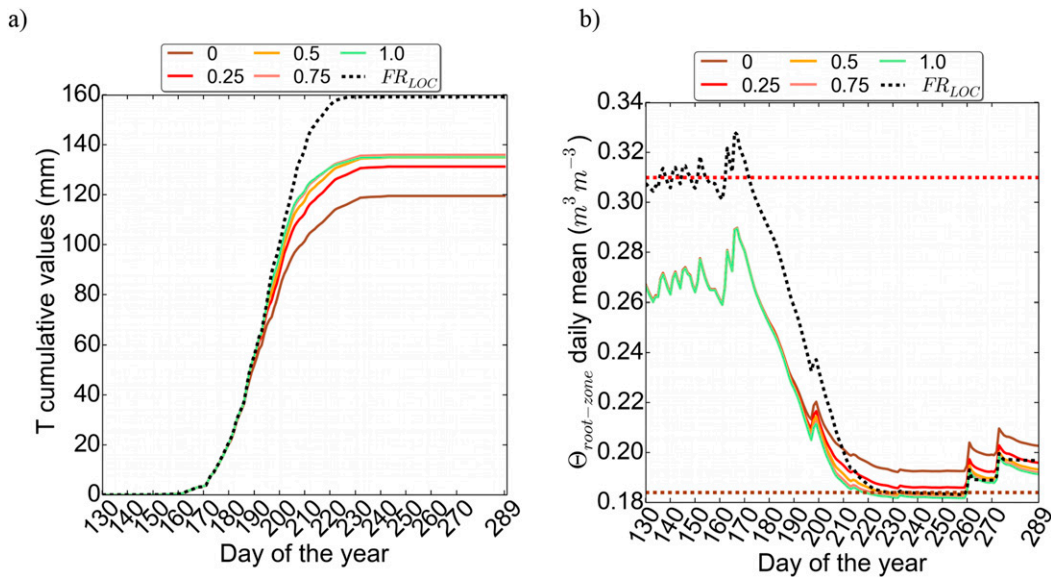 a)
0 0.5 1.0
0.25 0.75 FR_LOC
160
140
120
100
80
60
40
20
0
T cumulative values (mm)
130 140 150 160 170 180 190 200 210 220 230 240 250 260 270 289
Day of the year
b)
0 0.5 1.0
0.25 0.75 FR_LOC
0.34
0.32
0.30
0.28
0.26
0.24
0.22
0.20
0.18
Θ_root−zone daily mean (m³ m⁻³)
130 140 150 160 170 180 190 200 210 220 230 240 250 260 270 289
Day of the year